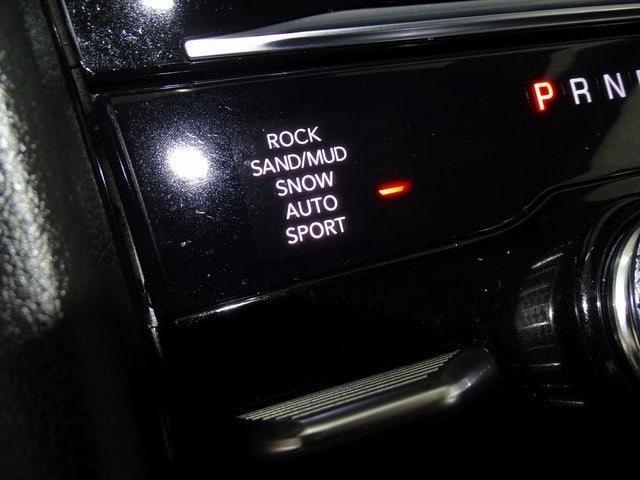 ROCK
SAND/MUD
SNOW
AUTO
SPORT
P R N